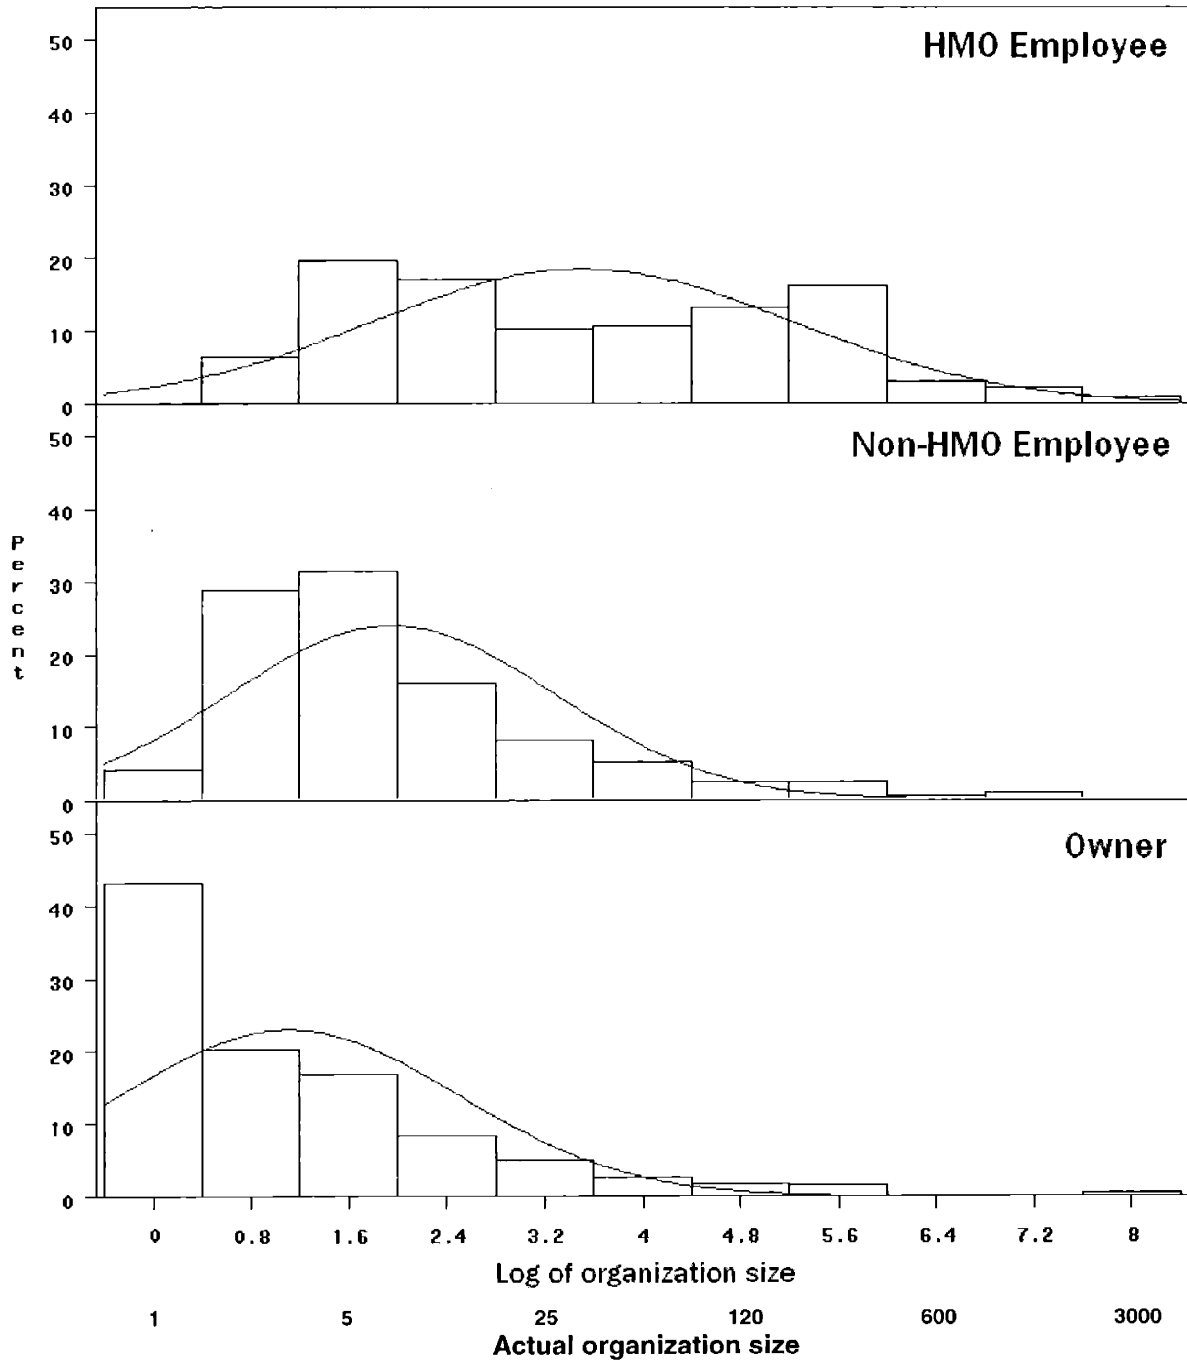 HMO Employee
50
40
30
20
10
0
Non-HMO Employee
50
40
30
20
10
0
Percent
Owner
50
40
30
20
10
0
0 0.8 1.6 2.4 3.2 4 4.8 5.6 6.4 7.2 8
Log of organization size
1 5 25 120 600 3000
Actual organization size